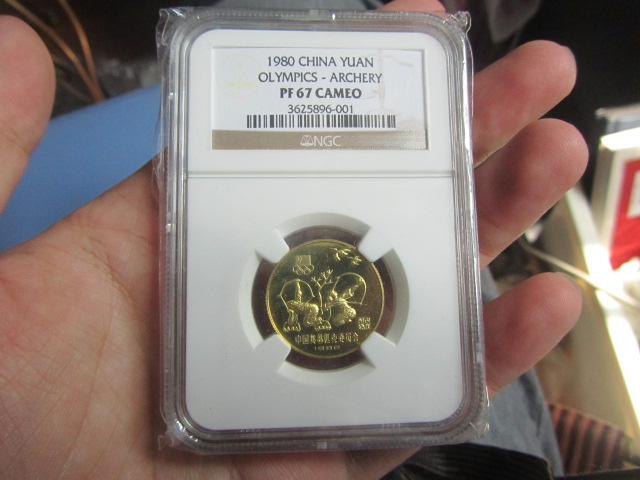 1980 CHINA YUAN
OLYMPICS - ARCHERY
PF 67 CAMEO
3625896-001
NGC
中国奥林匹克委员会